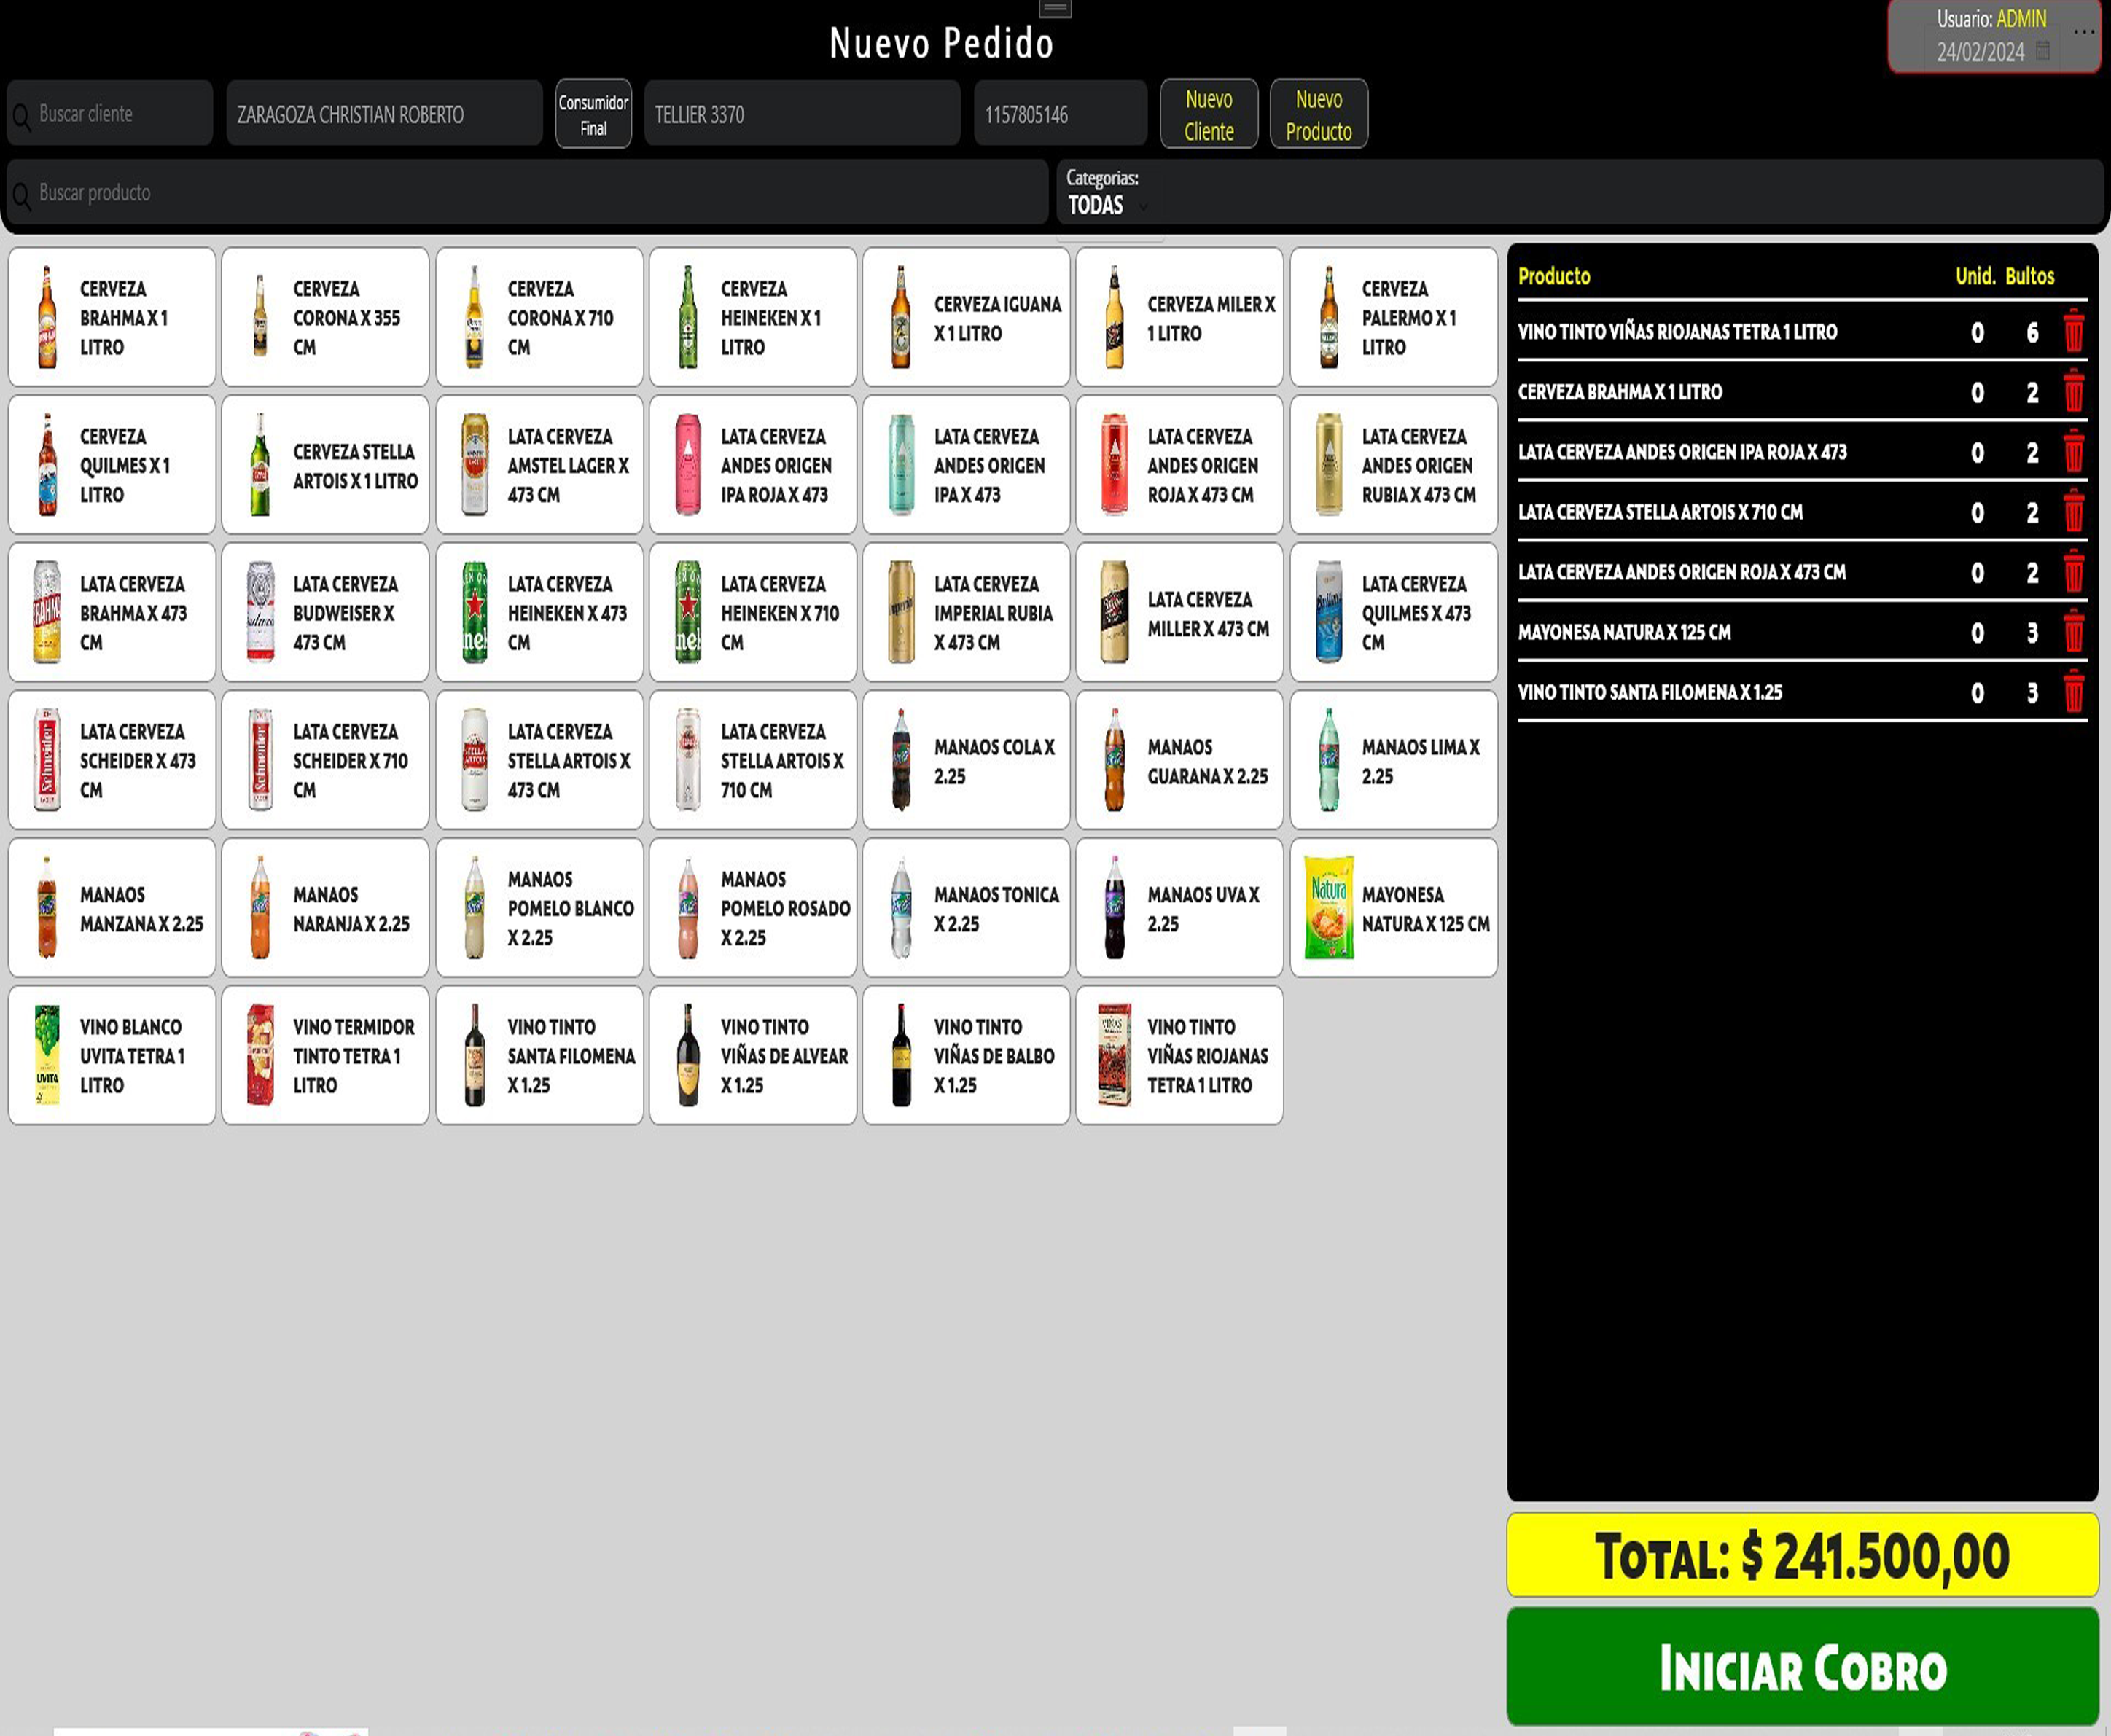 Nuevo Pedido
Usuario: ADMIN
24/02/2024
Buscar cliente
ZARAGOZA CHRISTIAN ROBERTO
Consumidor
Final
TELLIER 3370
1157805146
Nuevo
Cliente
Nuevo
Producto
Buscar producto
Categorias:
TODAS
CERVEZA
BRAHMA X 1
LITRO
CERVEZA
CORONA X 355
CM
CERVEZA
CORONA X 710
CM
CERVEZA
HEINEKEN X 1
LITRO
CERVEZA IGUANA
X 1 LITRO
CERVEZA MILER X
1 LITRO
CERVEZA
PALERMO X 1
LITRO
CERVEZA
QUILMES X 1
LITRO
CERVEZA STELLA
ARTOIS X 1 LITRO
LATA CERVEZA
AMSTEL LAGER X
473 CM
LATA CERVEZA
ANDES ORIGEN
IPA ROJA X 473
LATA CERVEZA
ANDES ORIGEN
IPA X 473
LATA CERVEZA
ANDES ORIGEN
ROJA X 473 CM
LATA CERVEZA
ANDES ORIGEN
RUBIA X 473 CM
LATA CERVEZA
BRAHMA X 473
CM
LATA CERVEZA
BUDWEISER X
473 CM
LATA CERVEZA
HEINEKEN X 473
CM
LATA CERVEZA
HEINEKEN X 710
CM
LATA CERVEZA
IMPERIAL RUBIA
X 473 CM
LATA CERVEZA
MILLER X 473 CM
LATA CERVEZA
QUILMES X 473
CM
Schneider
LATA CERVEZA
SCHEIDER X 473
CM
Schneider
LATA CERVEZA
SCHEIDER X 710
CM
STELLA
ARTOIS
LATA CERVEZA
STELLA ARTOIS X
473 CM
LATA CERVEZA
STELLA ARTOIS X
710 CM
MANAOS COLA X
2.25
MANAOS
GUARANA X 2.25
MANAOS LIMA X
2.25
MANAOS
MANZANA X 2.25
MANAOS
NARANJA X 2.25
MANAOS
POMELO BLANCO
X 2.25
MANAOS
POMELO ROSADO
X 2.25
MANAOS TONICA
X 2.25
MANAOS UVA X
2.25
Natura
MAYONESA
NATURA X 125 CM
UVITA
VINO BLANCO
UVITA TETRA 1
LITRO
VINO TERMIDOR
TINTO TETRA 1
LITRO
VINO TINTO
SANTA FILOMENA
X 1.25
VINO TINTO
VIÑAS DE ALVEAR
X 1.25
VINO TINTO
VIÑAS DE BALBO
X 1.25
VIÑAS
VINO TINTO
VIÑAS RIOJANAS
TETRA 1 LITRO
Producto Unid. Bultos
VINO TINTO VIÑAS RIOJANAS TETRA 1 LITRO 0 6
CERVEZA BRAHMA X 1 LITRO 0 2
LATA CERVEZA ANDES ORIGEN IPA ROJA X 473 0 2
LATA CERVEZA STELLA ARTOIS X 710 CM 0 2
LATA CERVEZA ANDES ORIGEN ROJA X 473 CM 0 2
MAYONESA NATURA X 125 CM 0 3
VINO TINTO SANTA FILOMENA X 1.25 0 3
TOTAL: $ 241.500,00
INICIAR COBRO